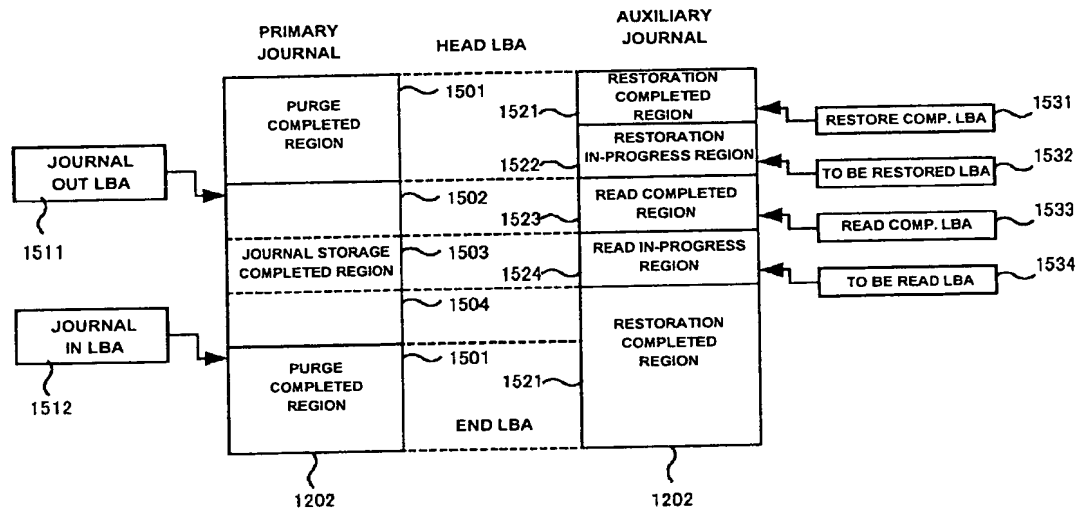 PRIMARY
JOURNAL
HEAD LBA
AUXILIARY
JOURNAL
PURGE
COMPLETED
REGION
1501
1521
RESTORATION
COMPLETED
REGION
RESTORE COMP. LBA
1531
JOURNAL
OUT LBA
1511
1522
RESTORATION
IN-PROGRESS REGION
TO BE RESTORED LBA
1532
1502
1523
READ COMPLETED
REGION
READ COMP. LBA
1533
JOURNAL STORAGE
COMPLETED REGION
1503
1524
READ IN-PROGRESS
REGION
TO BE READ LBA
1534
JOURNAL
IN LBA
1512
1504
RESTORATION
COMPLETED
REGION
PURGE
COMPLETED
REGION
1501
1521
END LBA
1202
1202